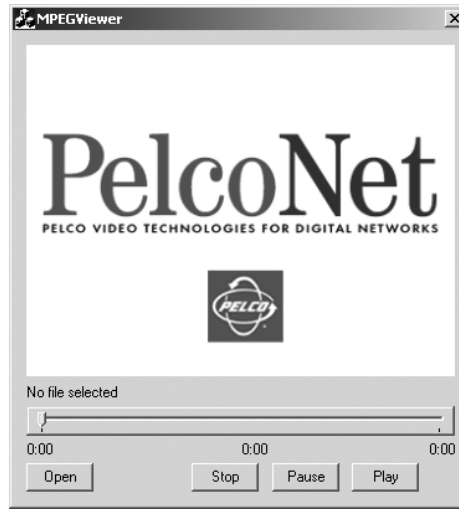 MPEGViewer
PelcoNet
PELCO VIDEO TECHNOLOGIES FOR DIGITAL NETWORKS
PELCO
No file selected
0:00 0:00 0:00
Open Stop Pause Play